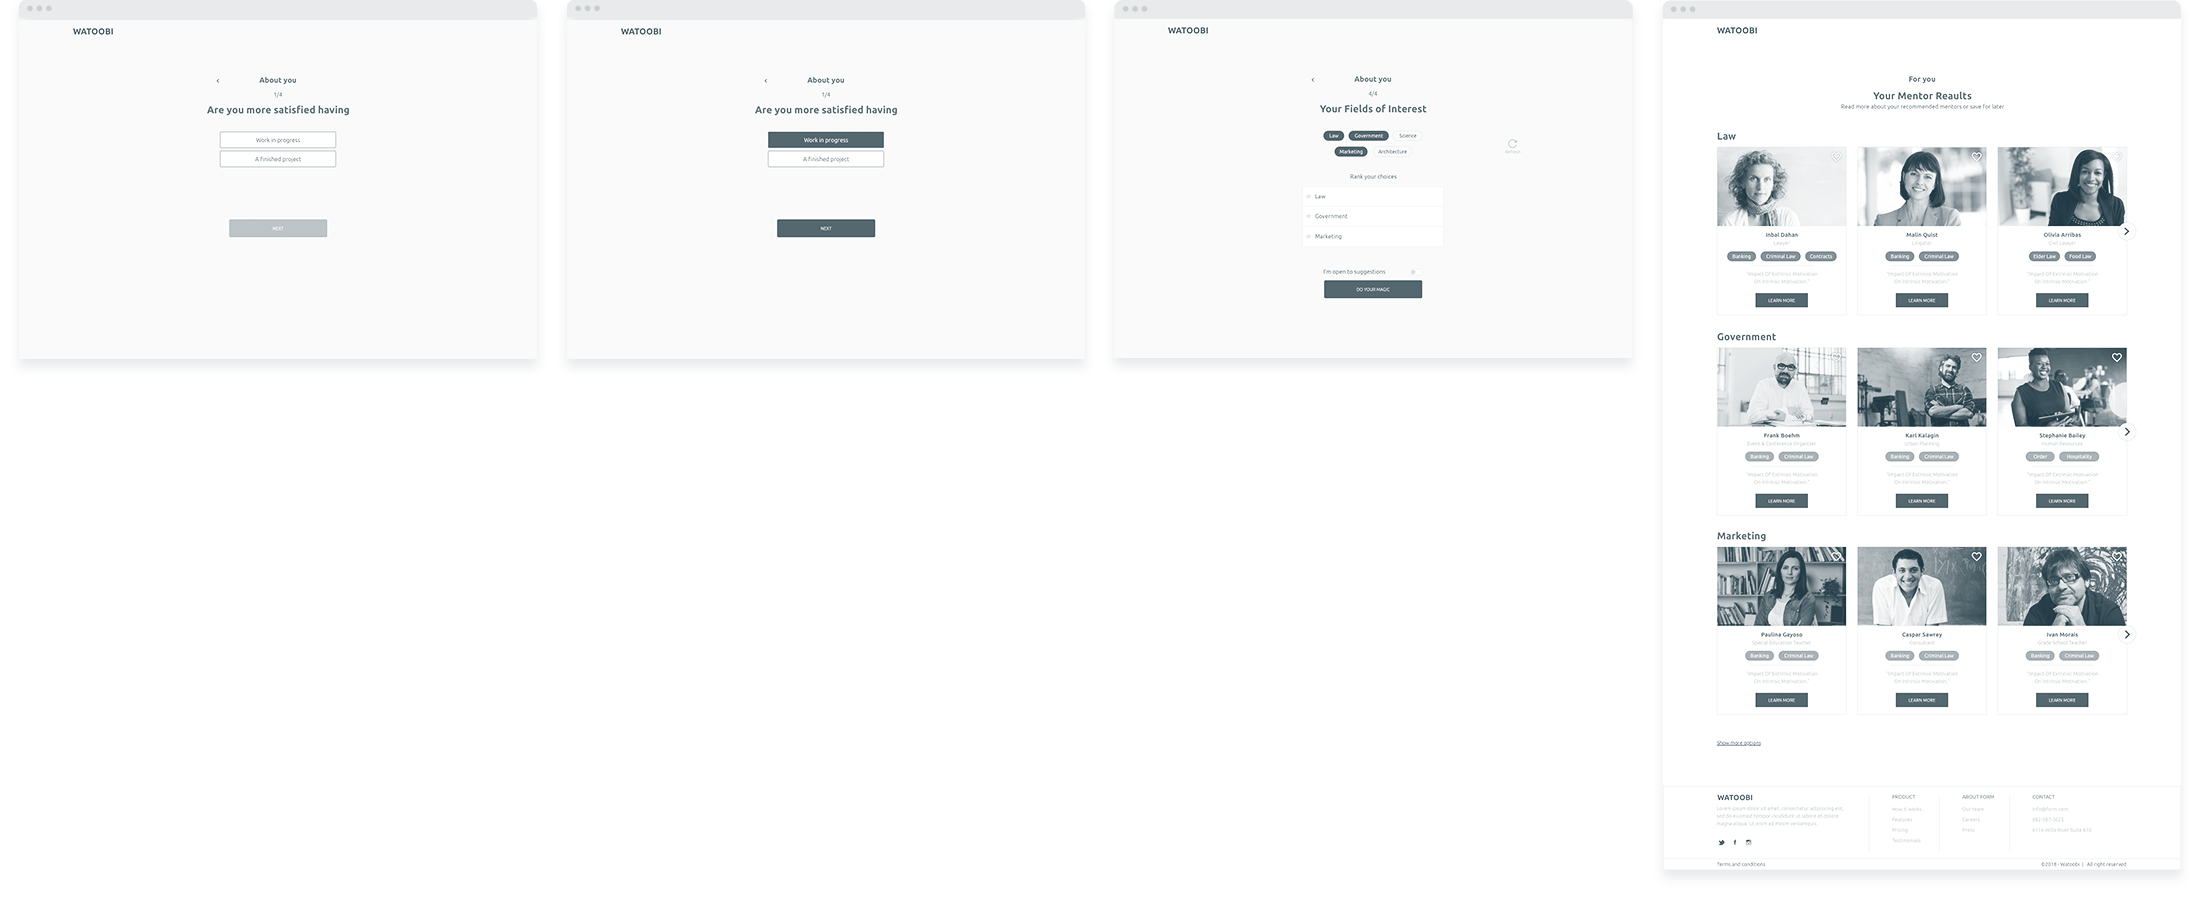 WATOOBI
‹ About you
1/4
Are you more satisfied having
Work in progress
A finished project
NEXT
WATOOBI
‹ About you
1/4
Are you more satisfied having
Work in progress
A finished project
NEXT
WATOOBI
‹ About you
4/4
Your Fields of Interest
Law Government Science
Marketing Architecture
Refresh
Rank your choices
Law
Government
Marketing
I'm open to suggestions
DO YOUR MAGIC
WATOOBI
For you
Your Mentor Reaults
Read more about your recommended mentors or save for later
Law
Inbal Dahan Malin Quist Olivia Arribas
Lawyer Litigator Civil Lawyer
Banking Criminal Law Contracts Banking Criminal Law Elder Law Food Law
"Impact Of Extrinsic Motivation "Impact Of Extrinsic Motivation "Impact Of Extrinsic Motivation
On Intrinsic Motivation." On Intrinsic Motivation." On Intrinsic Motivation."
LEARN MORE LEARN MORE LEARN MORE
Government
Frank Boehm Karl Kalagin Stephanie Bailey
Event & Conference Organizer Urban Planning Human Resources
Banking Criminal Law Banking Criminal Law Order Hospitality
"Impact Of Extrinsic Motivation "Impact Of Extrinsic Motivation "Impact Of Extrinsic Motivation
On Intrinsic Motivation." On Intrinsic Motivation." On Intrinsic Motivation."
LEARN MORE LEARN MORE LEARN MORE
Marketing
Paulina Gayoso Caspar Sawrey Ivan Morais
Special Education Teacher Consultant Grade School Teacher
Banking Criminal Law Banking Criminal Law Banking Criminal Law
"Impact Of Extrinsic Motivation "Impact Of Extrinsic Motivation "Impact Of Extrinsic Motivation
On Intrinsic Motivation." On Intrinsic Motivation." On Intrinsic Motivation."
LEARN MORE LEARN MORE LEARN MORE
Show more options
WATOOBI
Lorem ipsum dolor sit amet, consectetur adipiscing elit,
sed do eiusmod tempor incididunt ut labore et dolore
magna aliqua. Ut enim ad minim veniamquis.
PRODUCT
How it works
Features
Pricing
Testimonials
ABOUT FORM
Our team
Careers
Press
CONTACT
info@form.com
Terms and conditions
©2018 - Watoobi | All right reserved